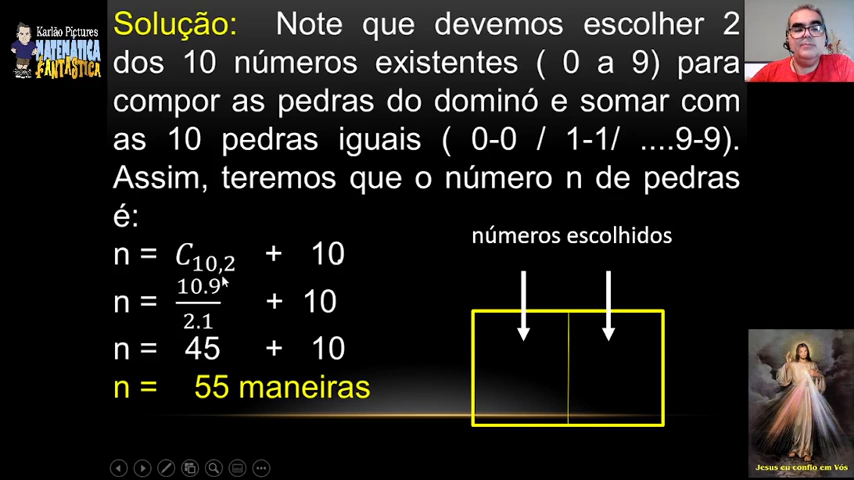 Karlão Pictures
MATEMÁTICA
FANTÁSTICA
Solução: Note que devemos escolher 2
dos 10 números existentes ( 0 a 9) para
compor as pedras do dominó e somar com
as 10 pedras iguais ( 0-0 / 1-1/ ....9-9).
Assim, teremos que o número n de pedras
é:
n = C10,2 + 10
n = 10.9/2.1 + 10
n = 45 + 10
n = 55 maneiras
números escolhidos
Jesus eu confio em Vós